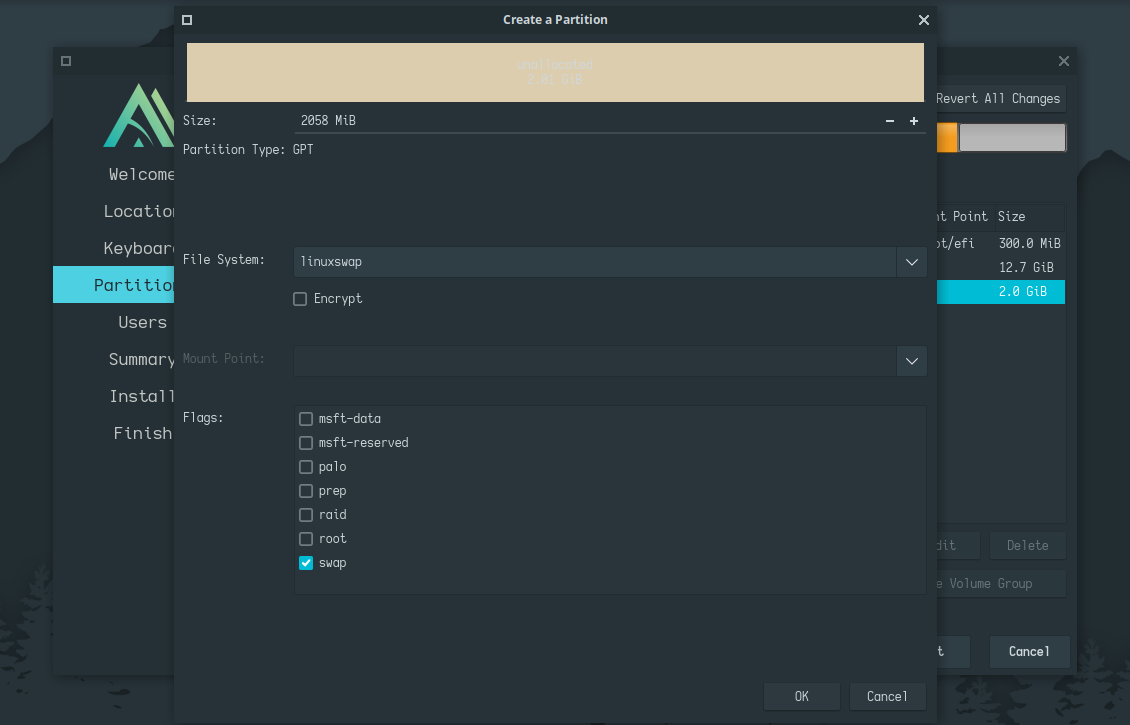 Create a Partition
unallocated
2.01 GiB
Size: 2058 MiB
Partition Type: GPT
File System: linuxswap
Encrypt
Mount Point:
Flags:
msft-data
msft-reserved
palo
prep
raid
root
swap
OK Cancel
Welcome
Location
Keyboard
Partition
Users
Summary
Install
Finish
Revert All Changes
nt Point Size
ot/efi 300.0 MiB
12.7 GiB
2.0 GiB
dit Delete
e Volume Group
t Cancel